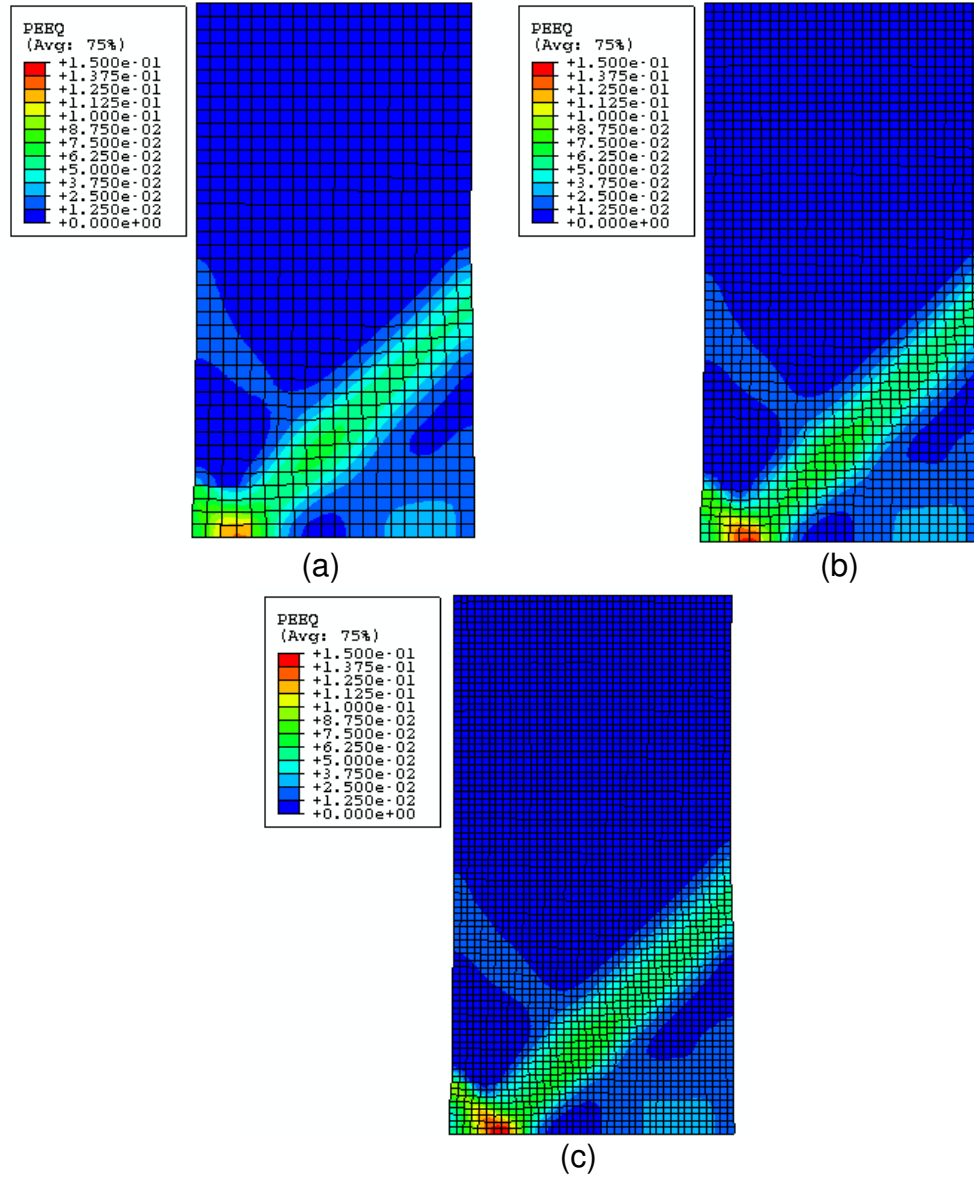 PEEQ
(Avg: 75%)
+1.500e-01
+1.375e-01
+1.250e-01
+1.125e-01
+1.000e-01
+8.750e-02
+7.500e-02
+6.250e-02
+5.000e-02
+3.750e-02
+2.500e-02
+1.250e-02
+0.000e+00
(a)
PEEQ
(Avg: 75%)
+1.500e-01
+1.375e-01
+1.250e-01
+1.125e-01
+1.000e-01
+8.750e-02
+7.500e-02
+6.250e-02
+5.000e-02
+3.750e-02
+2.500e-02
+1.250e-02
+0.000e+00
(b)
PEEQ
(Avg: 75%)
+1.500e-01
+1.375e-01
+1.250e-01
+1.125e-01
+1.000e-01
+8.750e-02
+7.500e-02
+6.250e-02
+5.000e-02
+3.750e-02
+2.500e-02
+1.250e-02
+0.000e+00
(c)